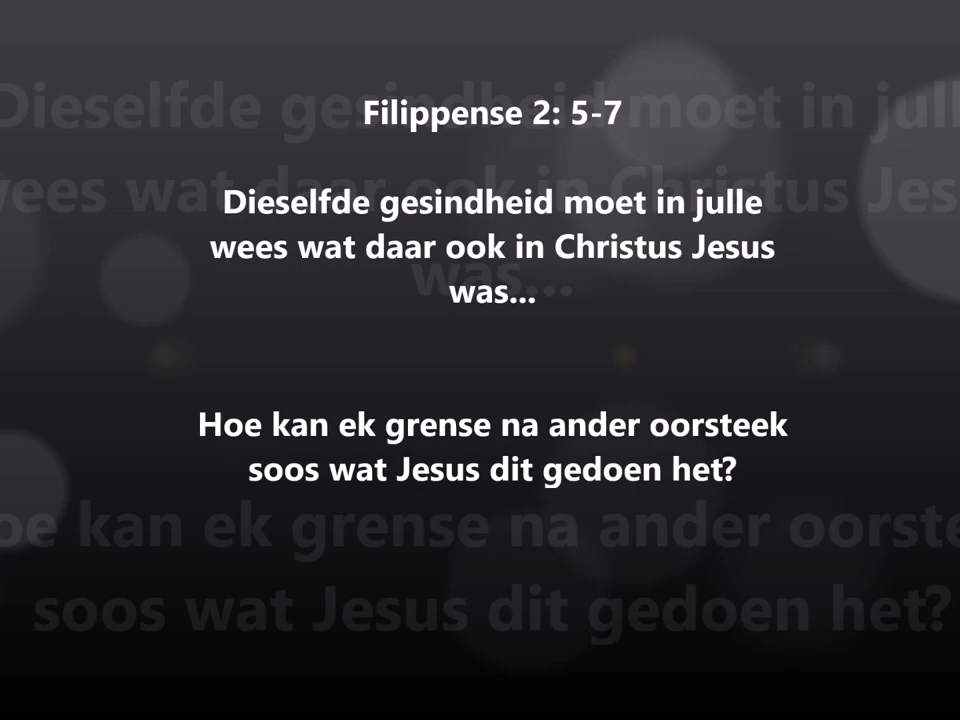 Filippense 2: 5-7
Dieselfde gesindheid moet in julle
wees wat daar ook in Christus Jesus
was...
Hoe kan ek grense na ander oorsteek
soos wat Jesus dit gedoen het?